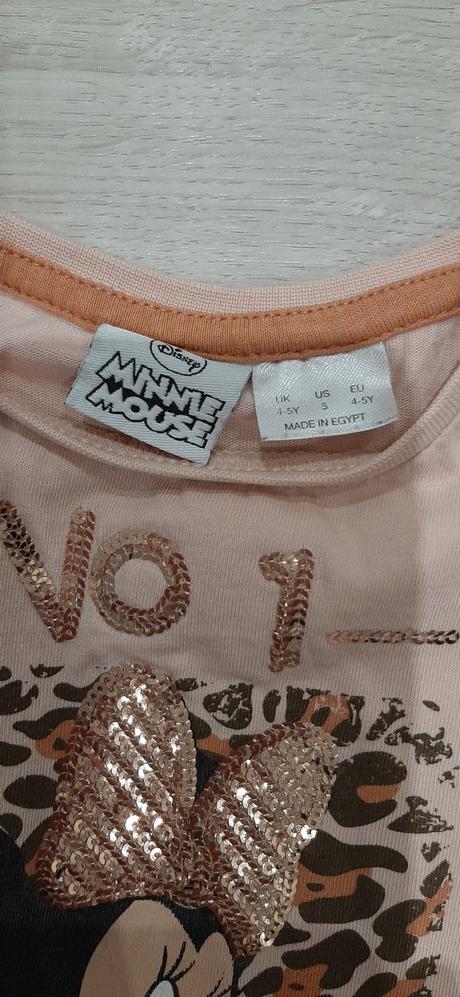 Disney
MINNIE
MOUSE
UK US EU
4-5Y 5 4-5Y
MADE IN EGYPT
NO 1